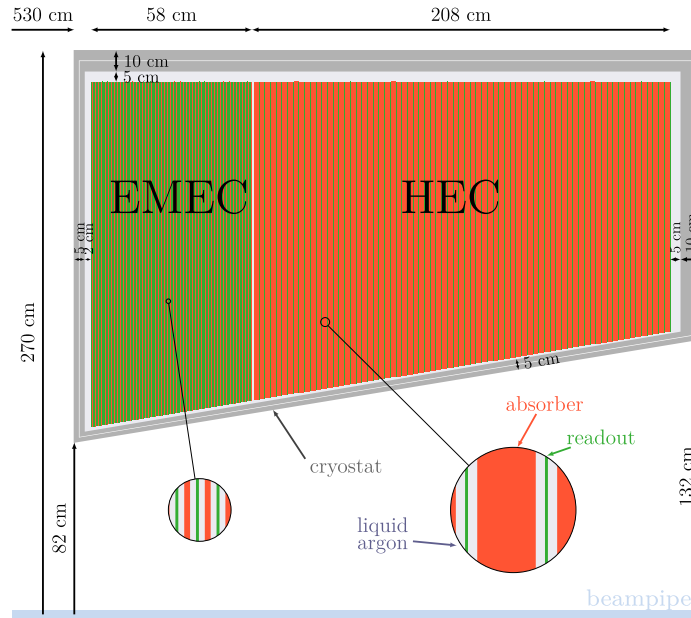 530 cm
58 cm
208 cm
10 cm
5 cm
EMEC
HEC
5 cm
2 cm
5 cm
270 cm
5 cm
absorber
readout
cryostat
132 cm
82 cm
liquid
argon
beampipe